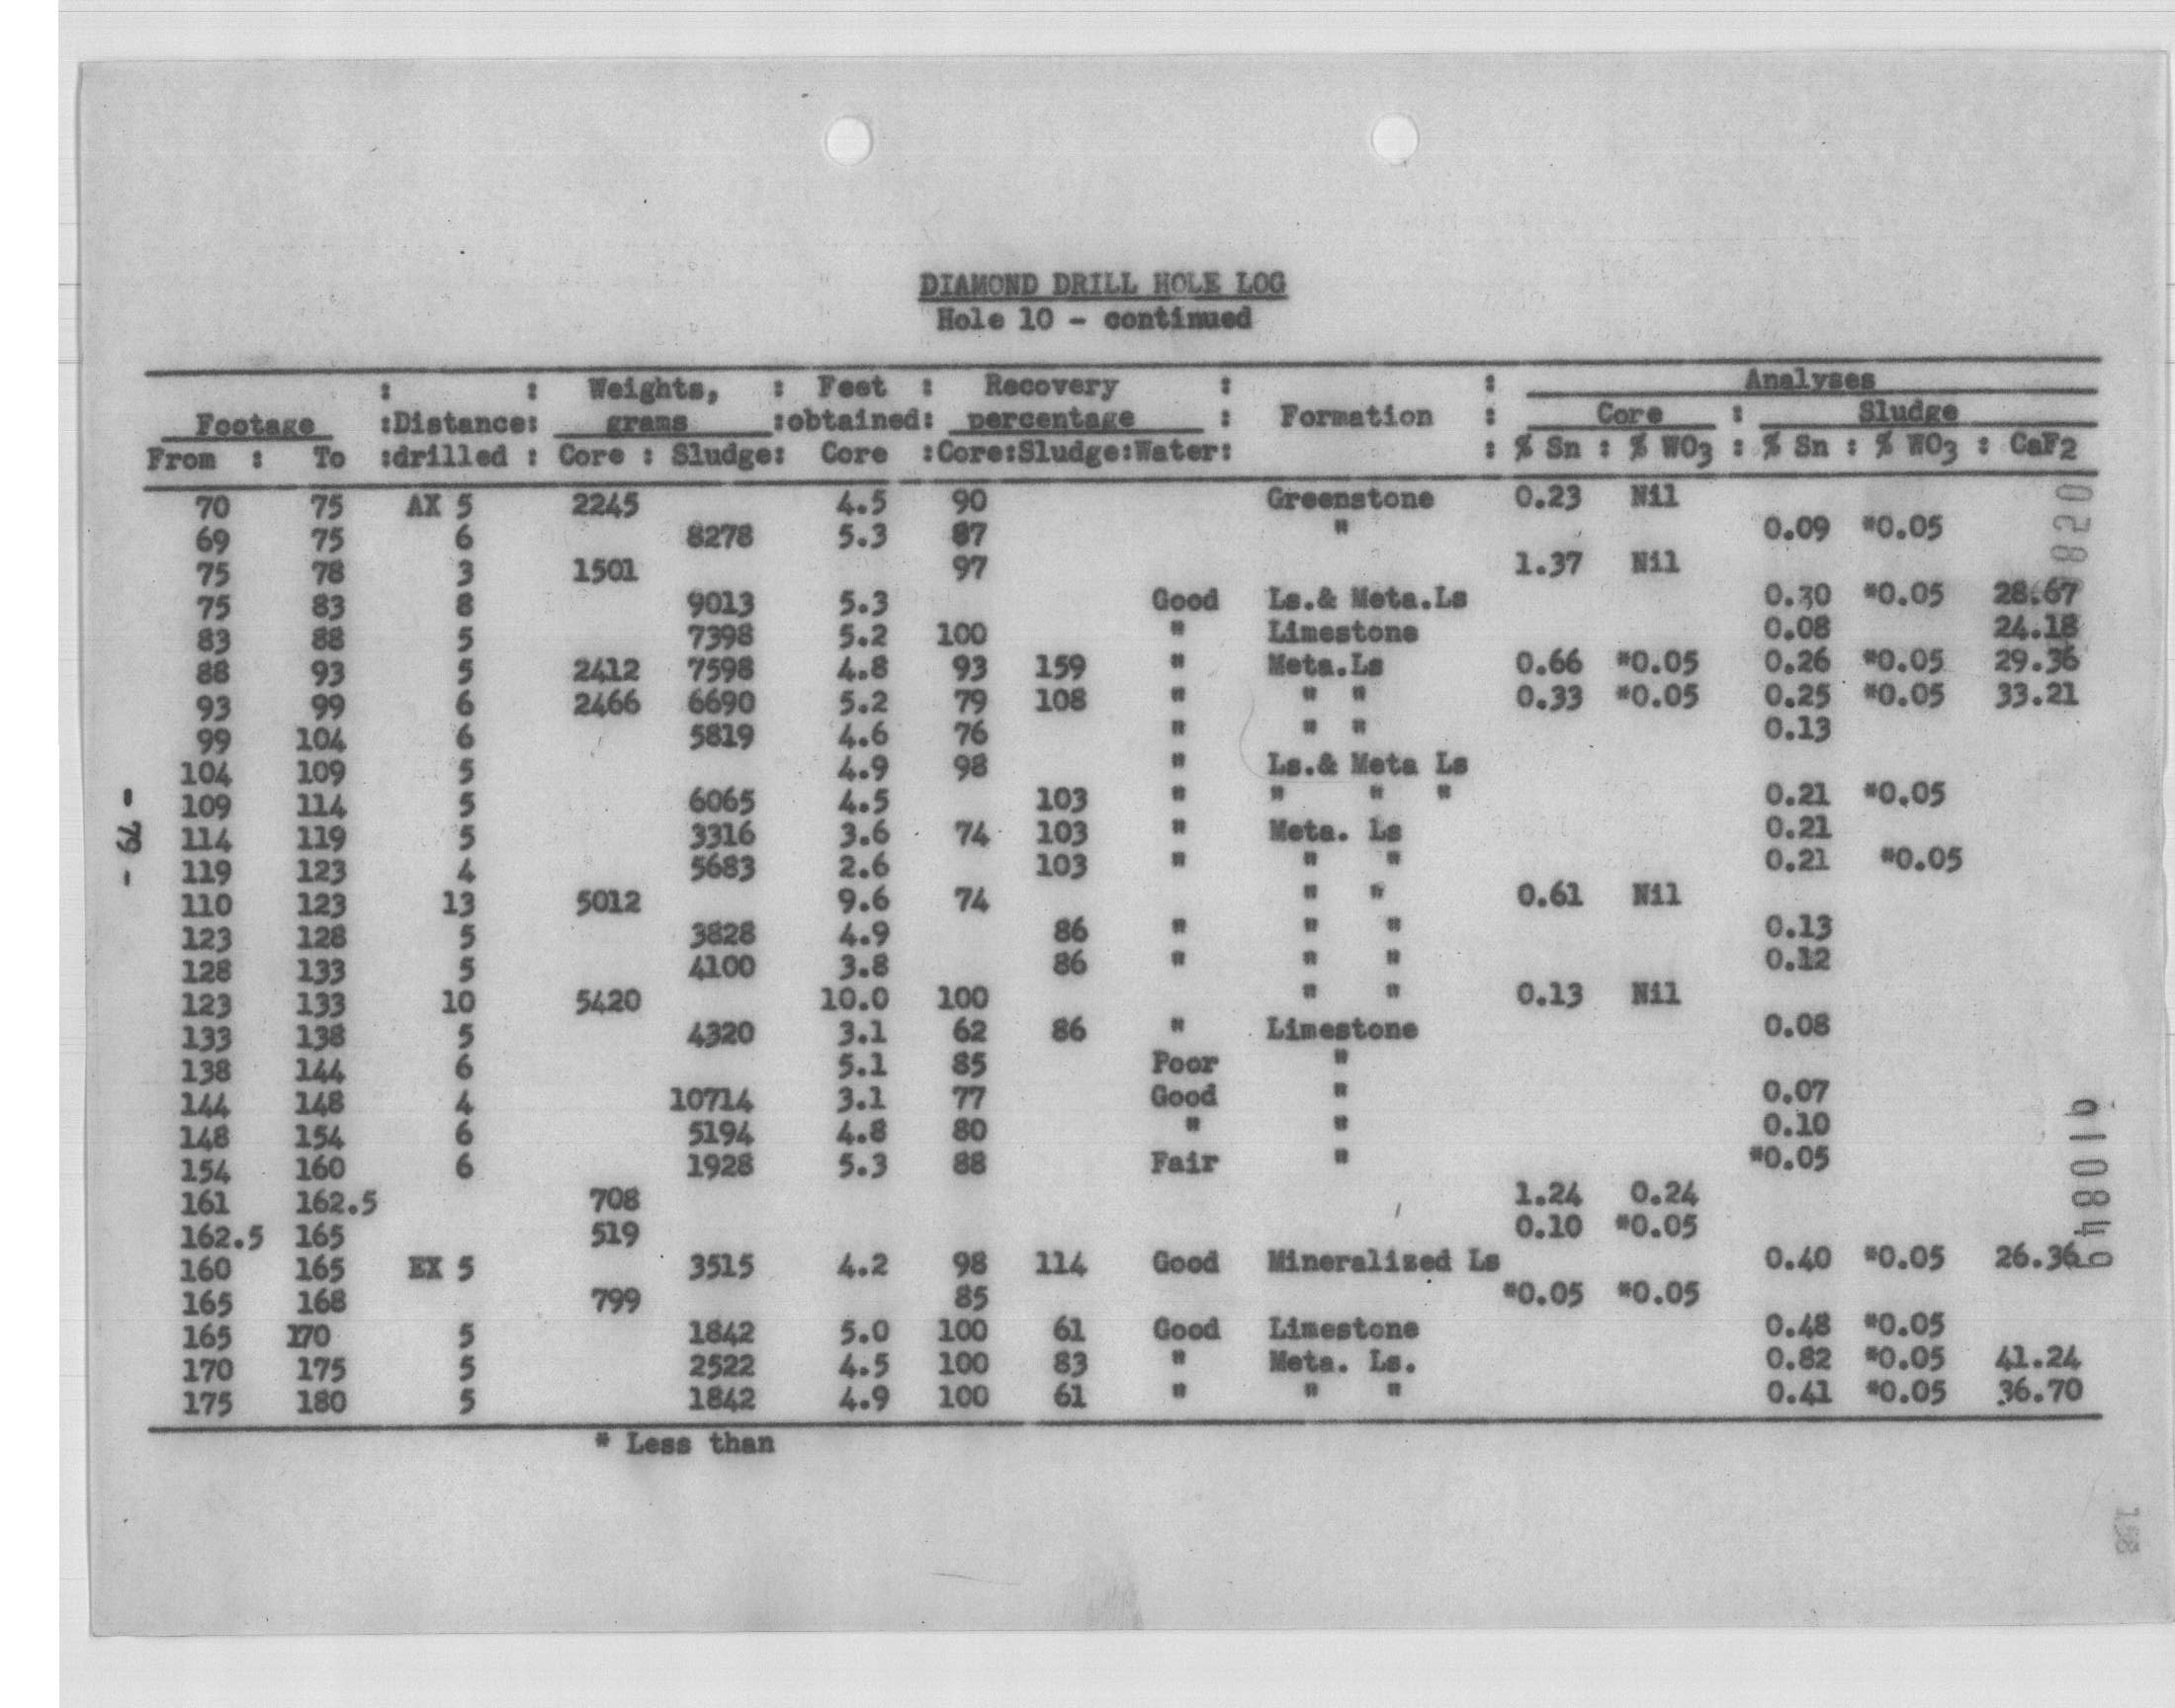 DIAMOND DRILL HOLE LOG
Hole 10 - continued
: : Weights, : Feet : Recovery : : Analyses
Footage :Distance: grams :obtained: percentage : Formation : Core : Sludge
From : To :drilled : Core : Sludge: Core :Core:Sludge:Water: : % Sn : % WO3 : % Sn : % WO3 : CaF2
70 75 AX 5 2245 4.5 90 Greenstone 0.23 Nil
69 75 6 8278 5.3 87 " 0.09 *0.05
75 78 3 1501 97 1.37 Nil
75 83 8 9013 5.3 Good Ls.& Meta.Ls 0.30 *0.05 28.67
83 88 5 7398 5.2 100 " Limestone 0.08 24.18
88 93 5 2412 7598 4.8 93 159 " Meta.Ls 0.66 *0.05 0.26 *0.05 29.36
93 99 6 2466 6690 5.2 79 108 " " " 0.33 *0.05 0.25 *0.05 33.21
99 104 6 5819 4.6 76 " " " 0.13
104 109 5 4.9 98 " Ls.& Meta Ls
109 114 5 6065 4.5 103 " " " " 0.21 *0.05
114 119 5 3316 3.6 74 103 " Meta. Ls 0.21
119 123 4 5683 2.6 103 " " " 0.21 *0.05
110 123 13 5012 9.6 74 " " 0.61 Nil
123 128 5 3828 4.9 86 " " " 0.13
128 133 5 4100 3.8 86 " " " 0.12
123 133 10 5420 10.0 100 " " 0.13 Nil
133 138 5 4320 3.1 62 86 " Limestone 0.08
138 144 6 5.1 85 Poor "
144 148 4 10714 3.1 77 Good " 0.07
148 154 6 5194 4.8 80 " " 0.10
154 160 6 1928 5.3 88 Fair " *0.05
161 162.5 708 1.24 0.24
162.5 165 519 0.10 *0.05
160 165 EX 5 3515 4.2 98 114 Good Mineralized Ls 0.40 *0.05 26.36
165 168 799 85 *0.05 *0.05
165 170 5 1842 5.0 100 61 Good Limestone 0.48 *0.05
170 175 5 2522 4.5 100 83 " Meta. Ls. 0.82 *0.05 41.24
175 180 5 1842 4.9 100 61 " " " 0.41 *0.05 36.70
* Less than
- 79 -
158